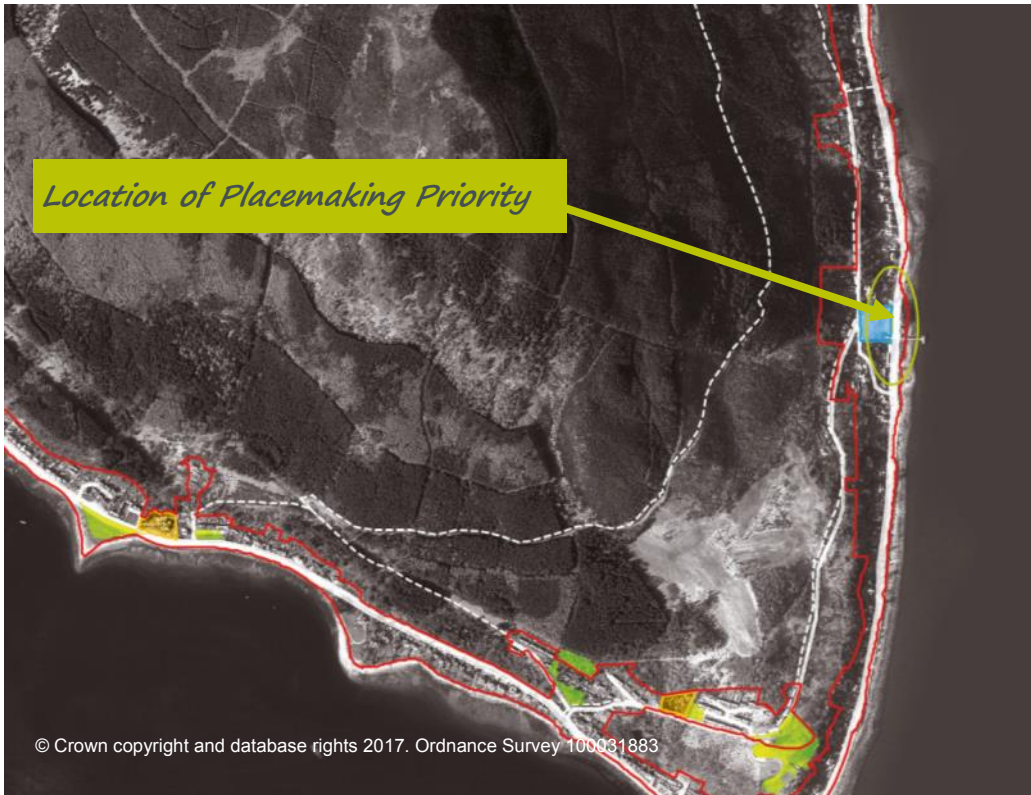 Location of Placemaking Priority
© Crown copyright and database rights 2017. Ordnance Survey 100031883